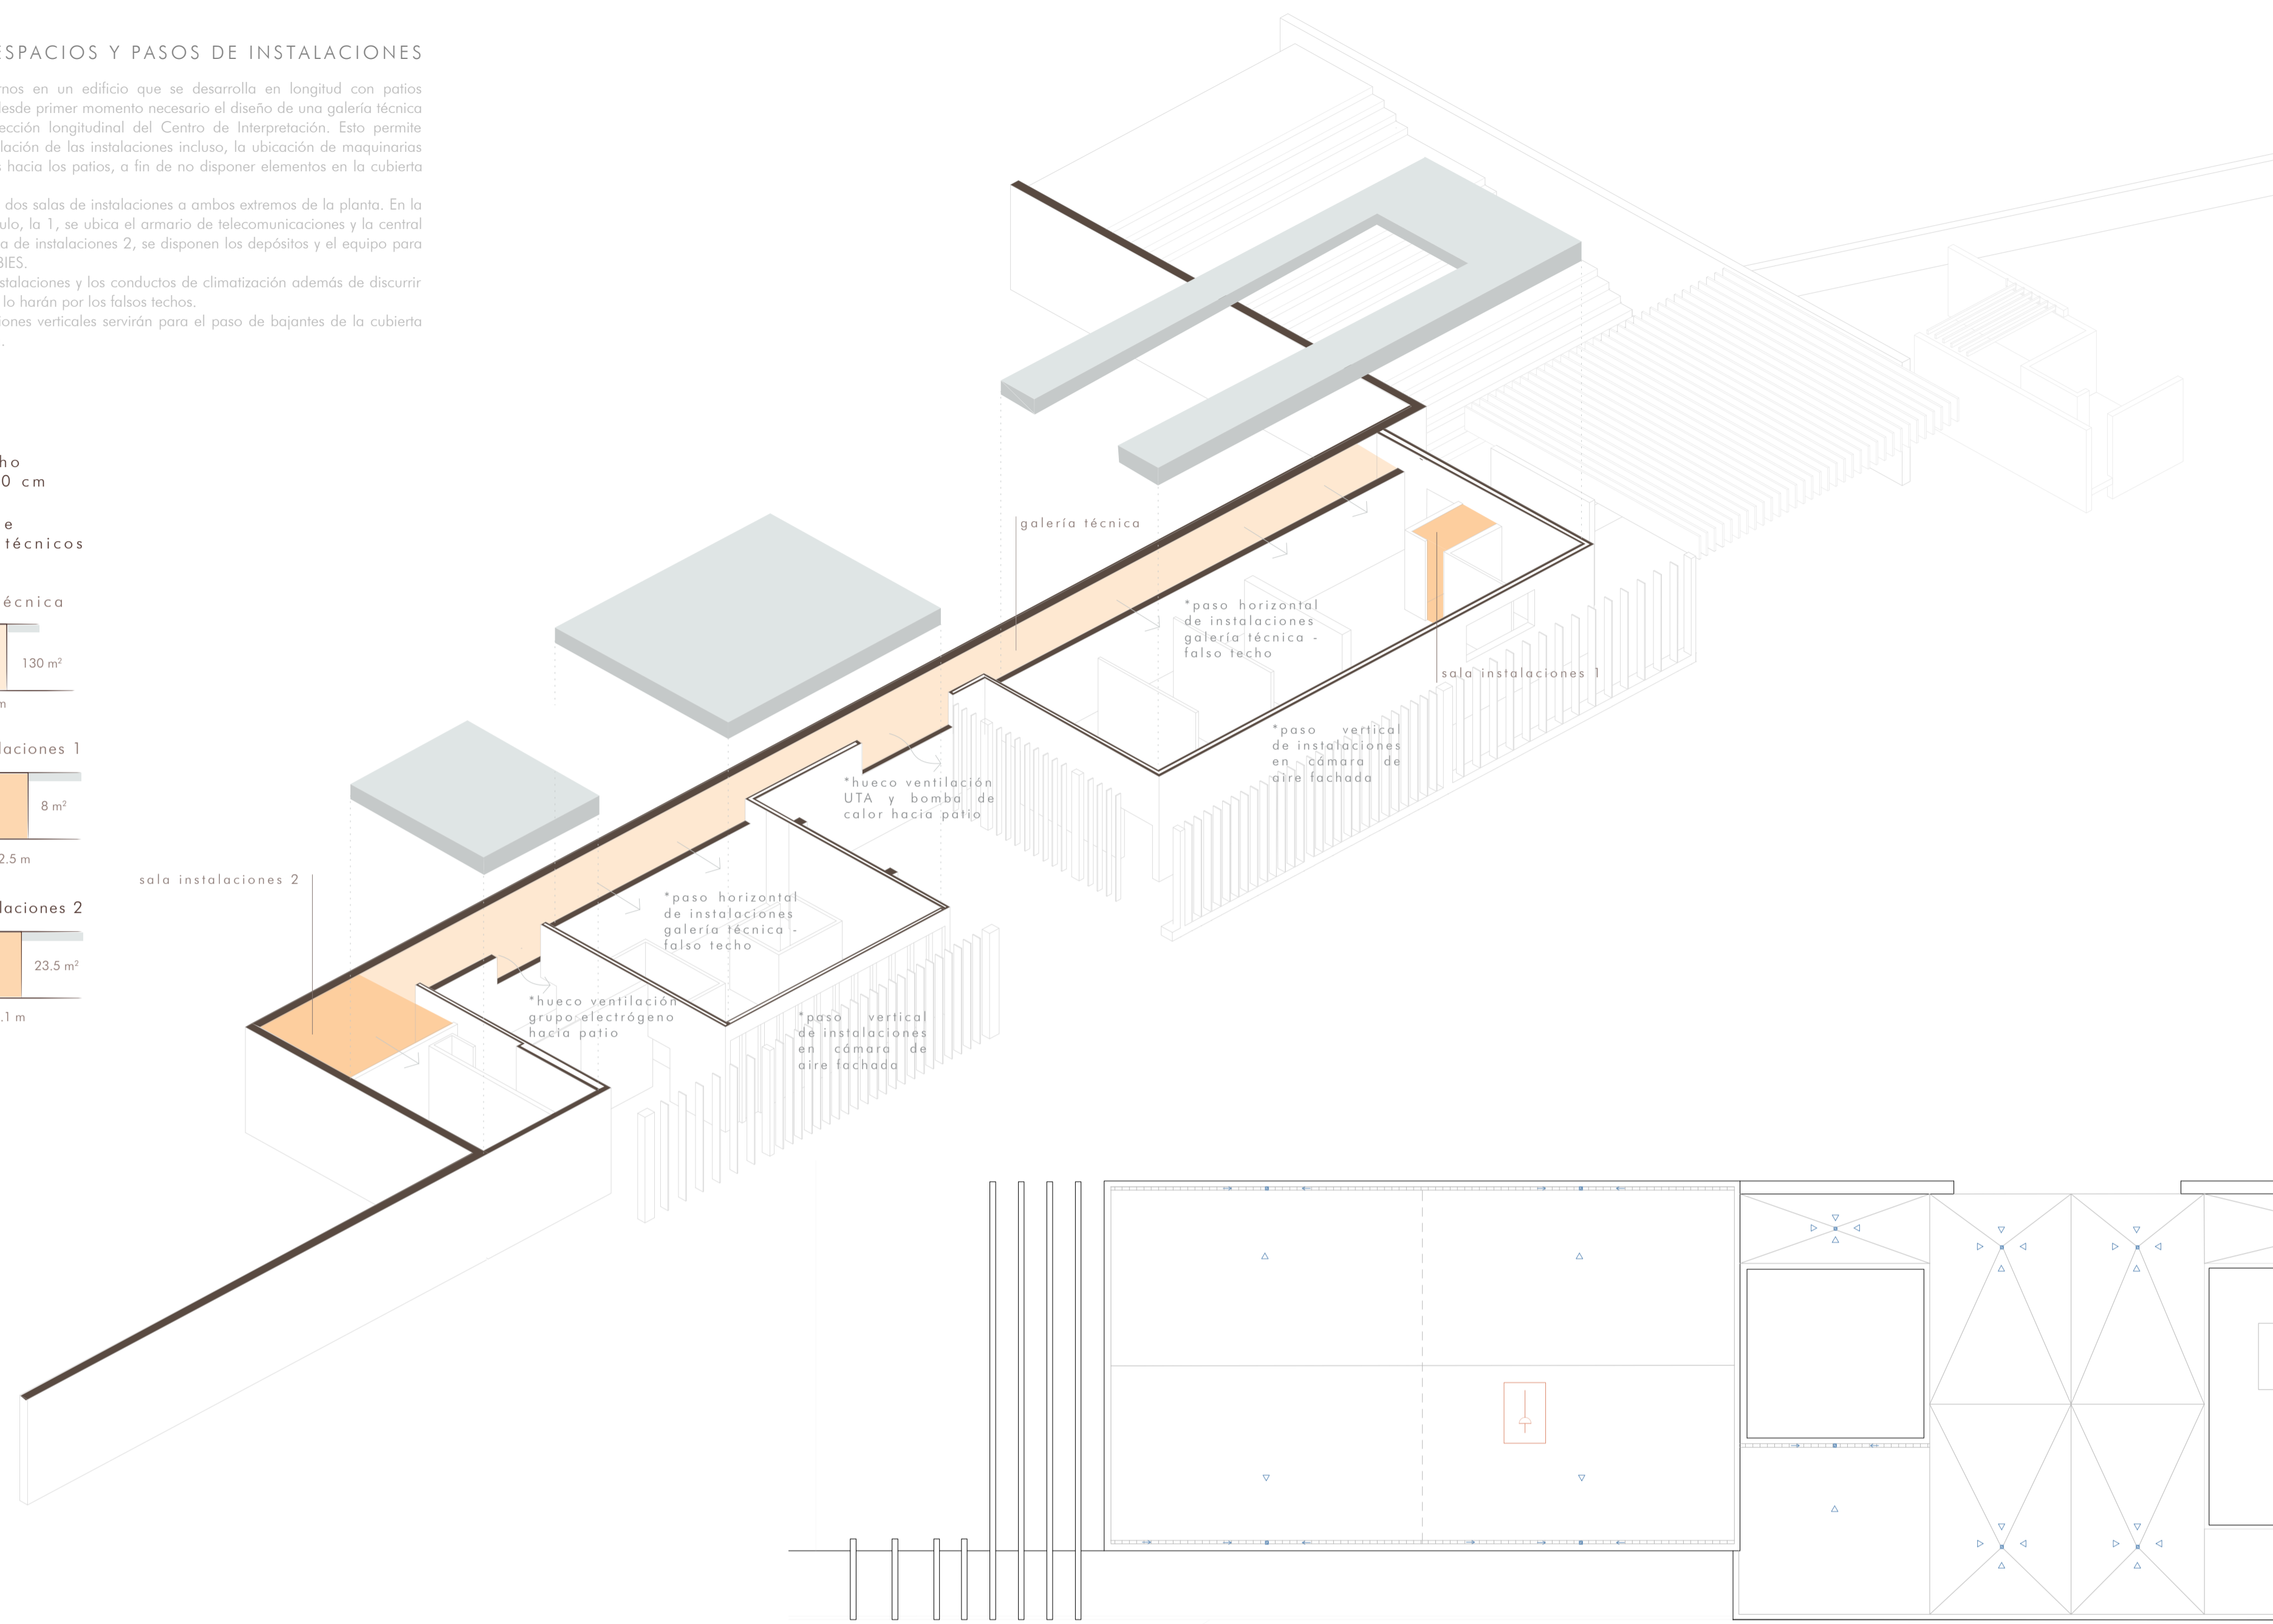 ESPACIOS Y PASOS DE INSTALACIONES
en un edificio que se desarrolla en longitud con patios
desde primer momento necesario el diseño de una galería técnica
longitudinal del Centro de Interpretación. Esto permite
de las instalaciones incluso, la ubicación de maquinarias
hacia los patios, a fin de no disponer elementos en la cubierta
dos salas de instalaciones a ambos extremos de la planta. En la
la 1, se ubica el armario de telecomunicaciones y la central
de instalaciones 2, se disponen los depósitos y el equipo para
BIES.
y los conductos de climatización además de discurrir
lo harán por los falsos techos.
verticales servirán para el paso de bajantes de la cubierta
.
ho
0 cm
e
técnicos
écnica
130 m²
m
laciones 1
8 m²
2.5 m
laciones 2
23.5 m²
.1 m
galería técnica
*paso horizontal
de instalaciones
galería técnica -
falso techo
sala instalaciones 1
*paso vertical
de instalaciones
en cámara de
aire fachada
*hueco ventilación
UTA y bomba de
calor hacia patio
sala instalaciones 2
*paso horizontal
de instalaciones
galería técnica -
falso techo
*hueco ventilación
grupo electrógeno
hacia patio
*paso vertical
de instalaciones
en cámara de
aire fachada